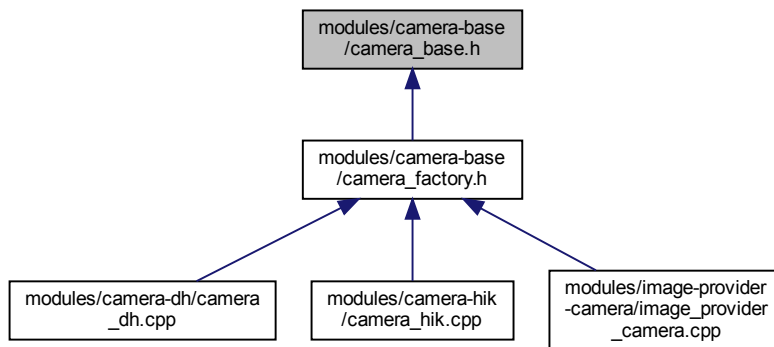 modules/camera-base
/camera_base.h
modules/camera-base
/camera_factory.h
modules/camera-dh/camera
_dh.cpp
modules/camera-hik
/camera_hik.cpp
modules/image-provider
-camera/image_provider
_camera.cpp